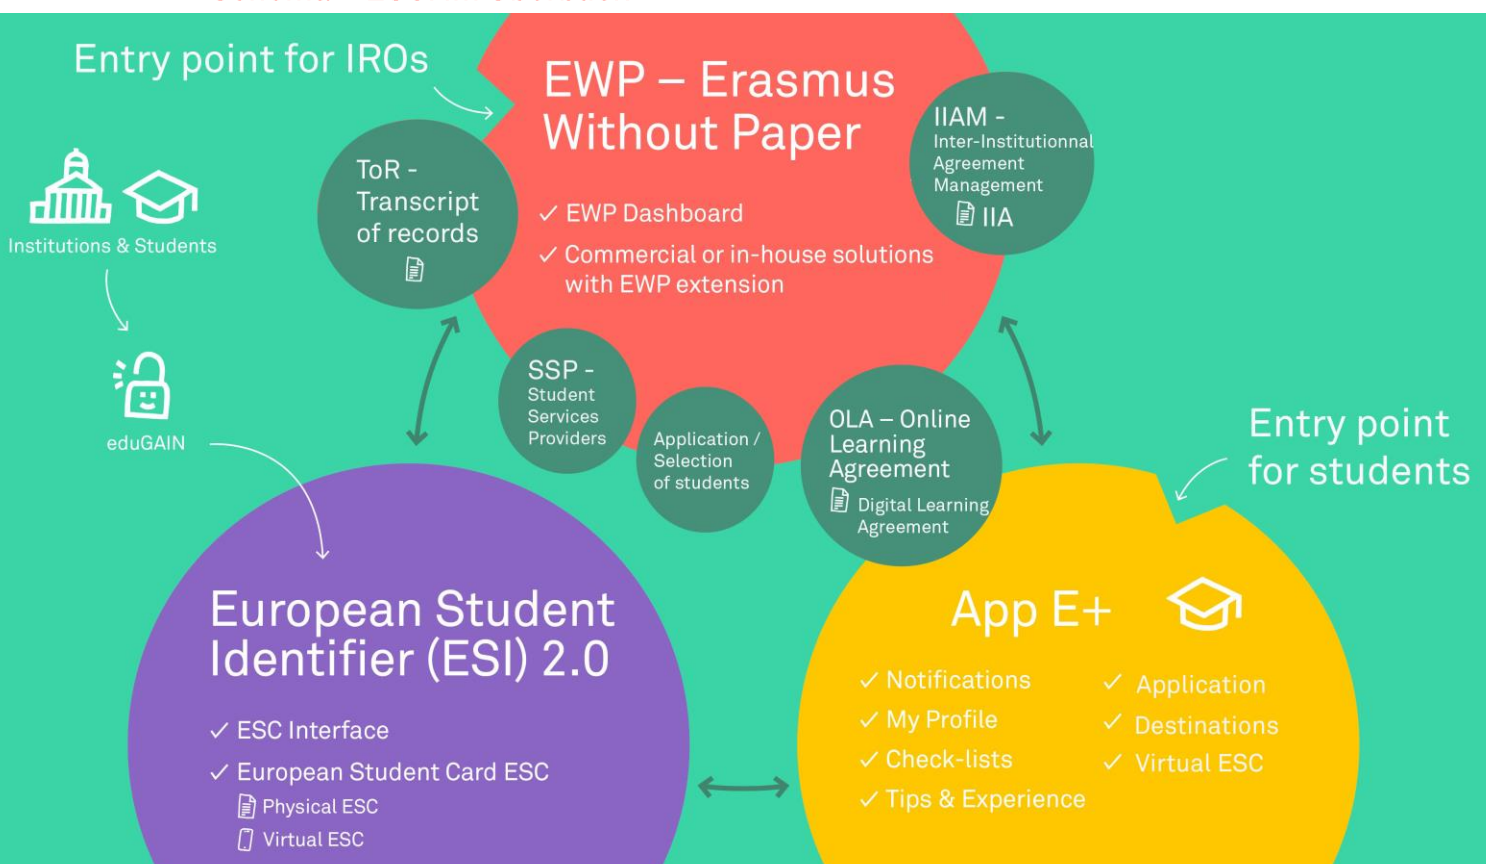 Entry point for IROs
EWP – Erasmus
Without Paper
✓ EWP Dashboard
✓ Commercial or in-house solutions
with EWP extension
IIAM -
Inter-Institutionnal
Agreement
Management
IIA
ToR -
Transcript
of records
Institutions & Students
eduGAIN
SSP -
Student
Services
Providers
Application /
Selection
of students
OLA – Online
Learning
Agreement
Digital Learning
Agreement
Entry point
for students
European Student
Identifier (ESI) 2.0
✓ ESC Interface
✓ European Student Card ESC
Physical ESC
Virtual ESC
App E+
✓ Notifications
✓ My Profile
✓ Check-lists
✓ Tips & Experience
✓ Application
✓ Destinations
✓ Virtual ESC